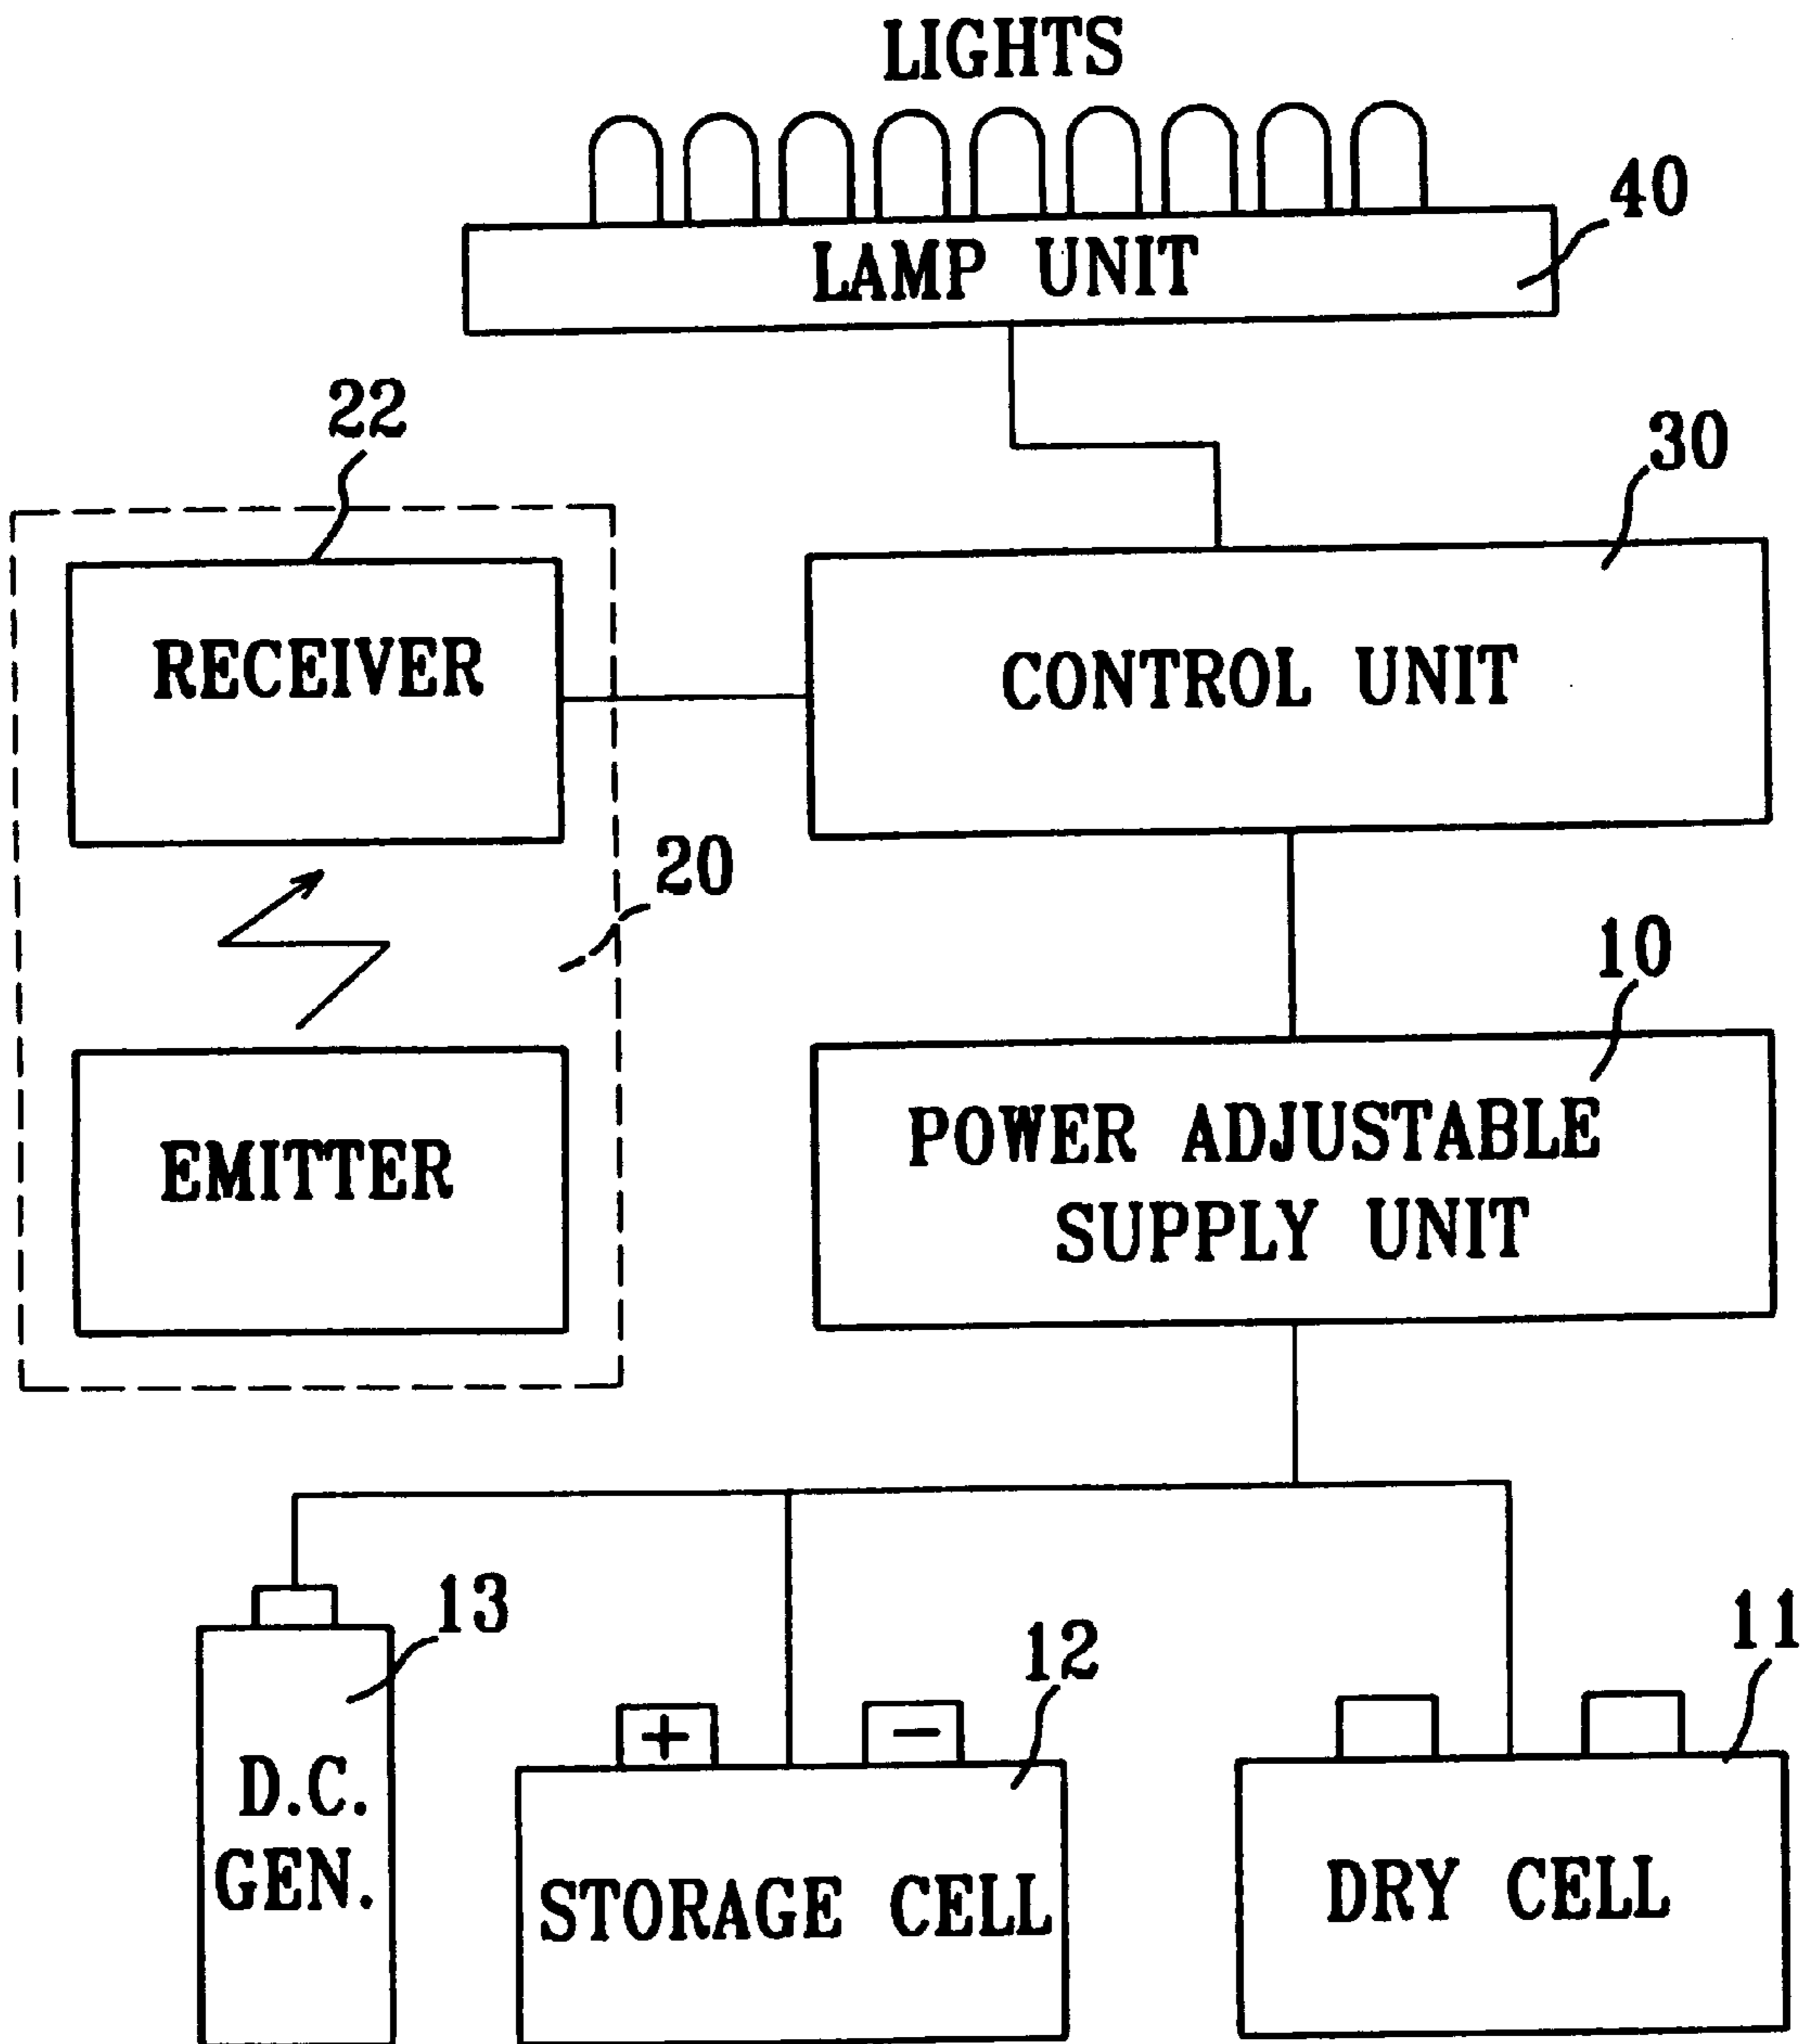 LIGHTS
40
LAMP UNIT
22
30
RECEIVER
CONTROL UNIT
20
10
EMITTER
POWER ADJUSTABLE
SUPPLY UNIT
13
12
11
+
−
D.C.
GEN.
STORAGE CELL
DRY CELL